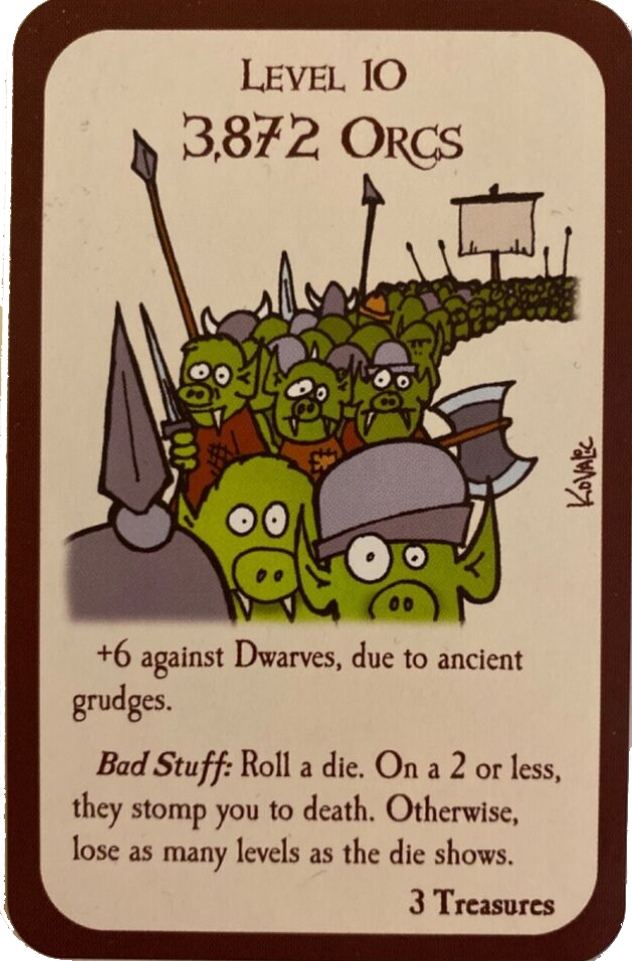 Level 10
3,872 Orcs
Kovalic
+6 against Dwarves, due to ancient
grudges.
Bad Stuff: Roll a die. On a 2 or less,
they stomp you to death. Otherwise,
lose as many levels as the die shows.
3 Treasures